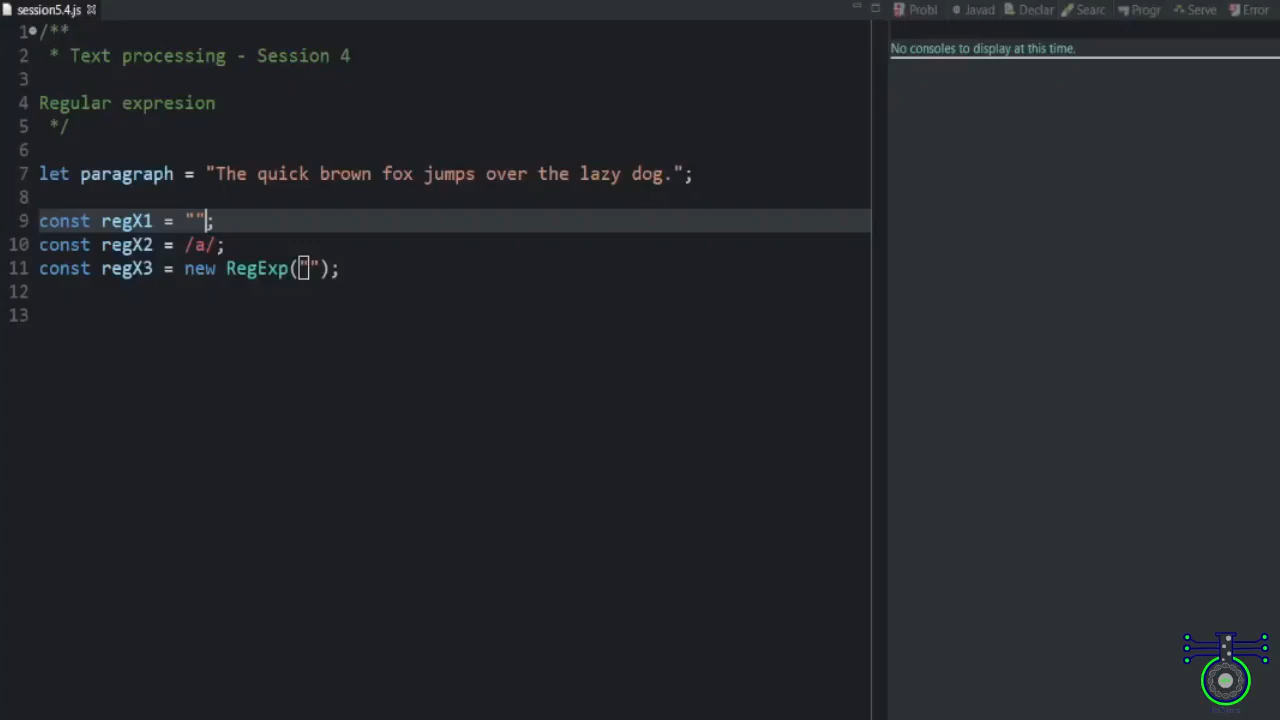 session5.4.js
Probl Javad Declar Searc Progr Serve Error
No consoles to display at this time.
1 /**
2 * Text processing - Session 4
3
4 Regular expresion
5 */
6
7 let paragraph = "The quick brown fox jumps over the lazy dog.";
8
9 const regX1 = "";
10 const regX2 = /a/;
11 const regX3 = new RegExp("");
12
13